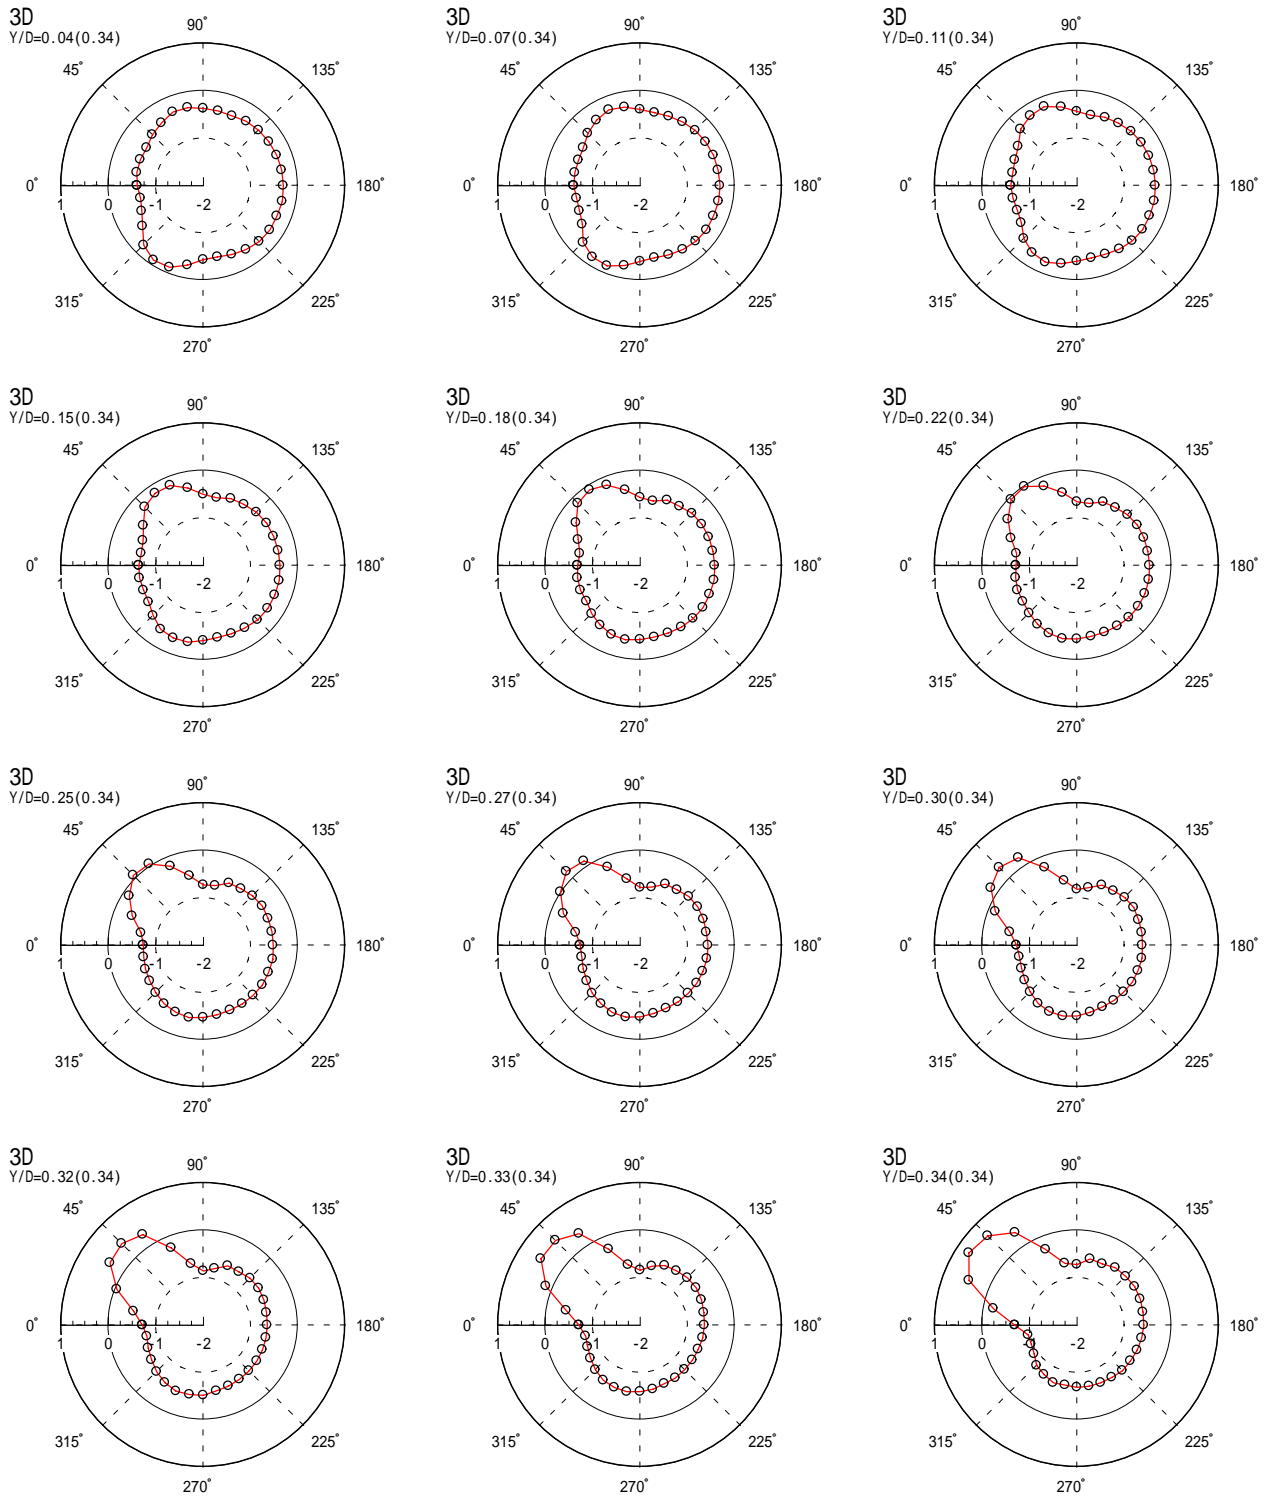 3D
Y/D=0.04(0.34)
90°
45°
135°
0°
180°
1 0 -1 -2
315°
225°
270°
3D
Y/D=0.07(0.34)
90°
45°
135°
0°
180°
1 0 -1 -2
315°
225°
270°
3D
Y/D=0.11(0.34)
90°
45°
135°
0°
180°
1 0 -1 -2
315°
225°
270°
3D
Y/D=0.15(0.34)
90°
45°
135°
0°
180°
1 0 -1 -2
315°
225°
270°
3D
Y/D=0.18(0.34)
90°
45°
135°
0°
180°
1 0 -1 -2
315°
225°
270°
3D
Y/D=0.22(0.34)
90°
45°
135°
0°
180°
1 0 -1 -2
315°
225°
270°
3D
Y/D=0.25(0.34)
90°
45°
135°
0°
180°
1 0 -1 -2
315°
225°
270°
3D
Y/D=0.27(0.34)
90°
45°
135°
0°
180°
1 0 -1 -2
315°
225°
270°
3D
Y/D=0.30(0.34)
90°
45°
135°
0°
180°
1 0 -1 -2
315°
225°
270°
3D
Y/D=0.32(0.34)
90°
45°
135°
0°
180°
1 0 -1 -2
315°
225°
270°
3D
Y/D=0.33(0.34)
90°
45°
135°
0°
180°
1 0 -1 -2
315°
225°
270°
3D
Y/D=0.34(0.34)
90°
45°
135°
0°
180°
1 0 -1 -2
315°
225°
270°